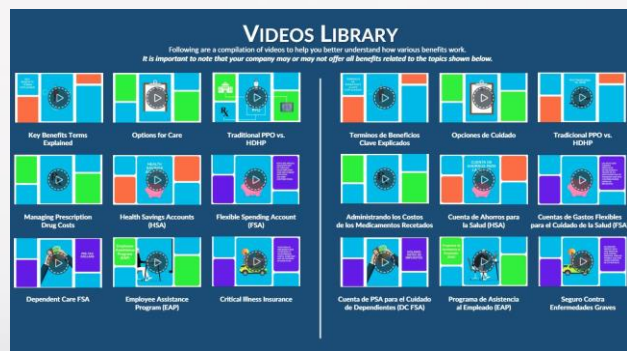 VIDEOS LIBRARY
Following are a compilation of videos to help you better understand how various benefits work.
It is important to note that your company may or may not offer all benefits related to the topics shown below.
Key Benefits Terms
Explained
Options for Care
Traditional PPO vs.
HDHP
Managing Prescription
Drug Costs
Health Savings Accounts
(HSA)
Flexible Spending Account
(FSA)
Dependent Care FSA
Employee Assistance
Program (EAP)
Critical Illness Insurance
Terminos de Beneficios
Clave Explicados
Opciones de Cuidado
Tradicional PPO vs.
HDHP
Administrando los Costos
de los Medicamentos Recetados
Cuenta de Ahorros para
la Salud (HSA)
Cuentas de Gastos Flexibles
para el Cuidado de la Salud (FSA
Cuenta de PSA para el Cuidado
de Dependientes (DC FSA)
Programa de Asistencia
al Empleado (EAP)
Seguro Contra
Enfermedades Graves